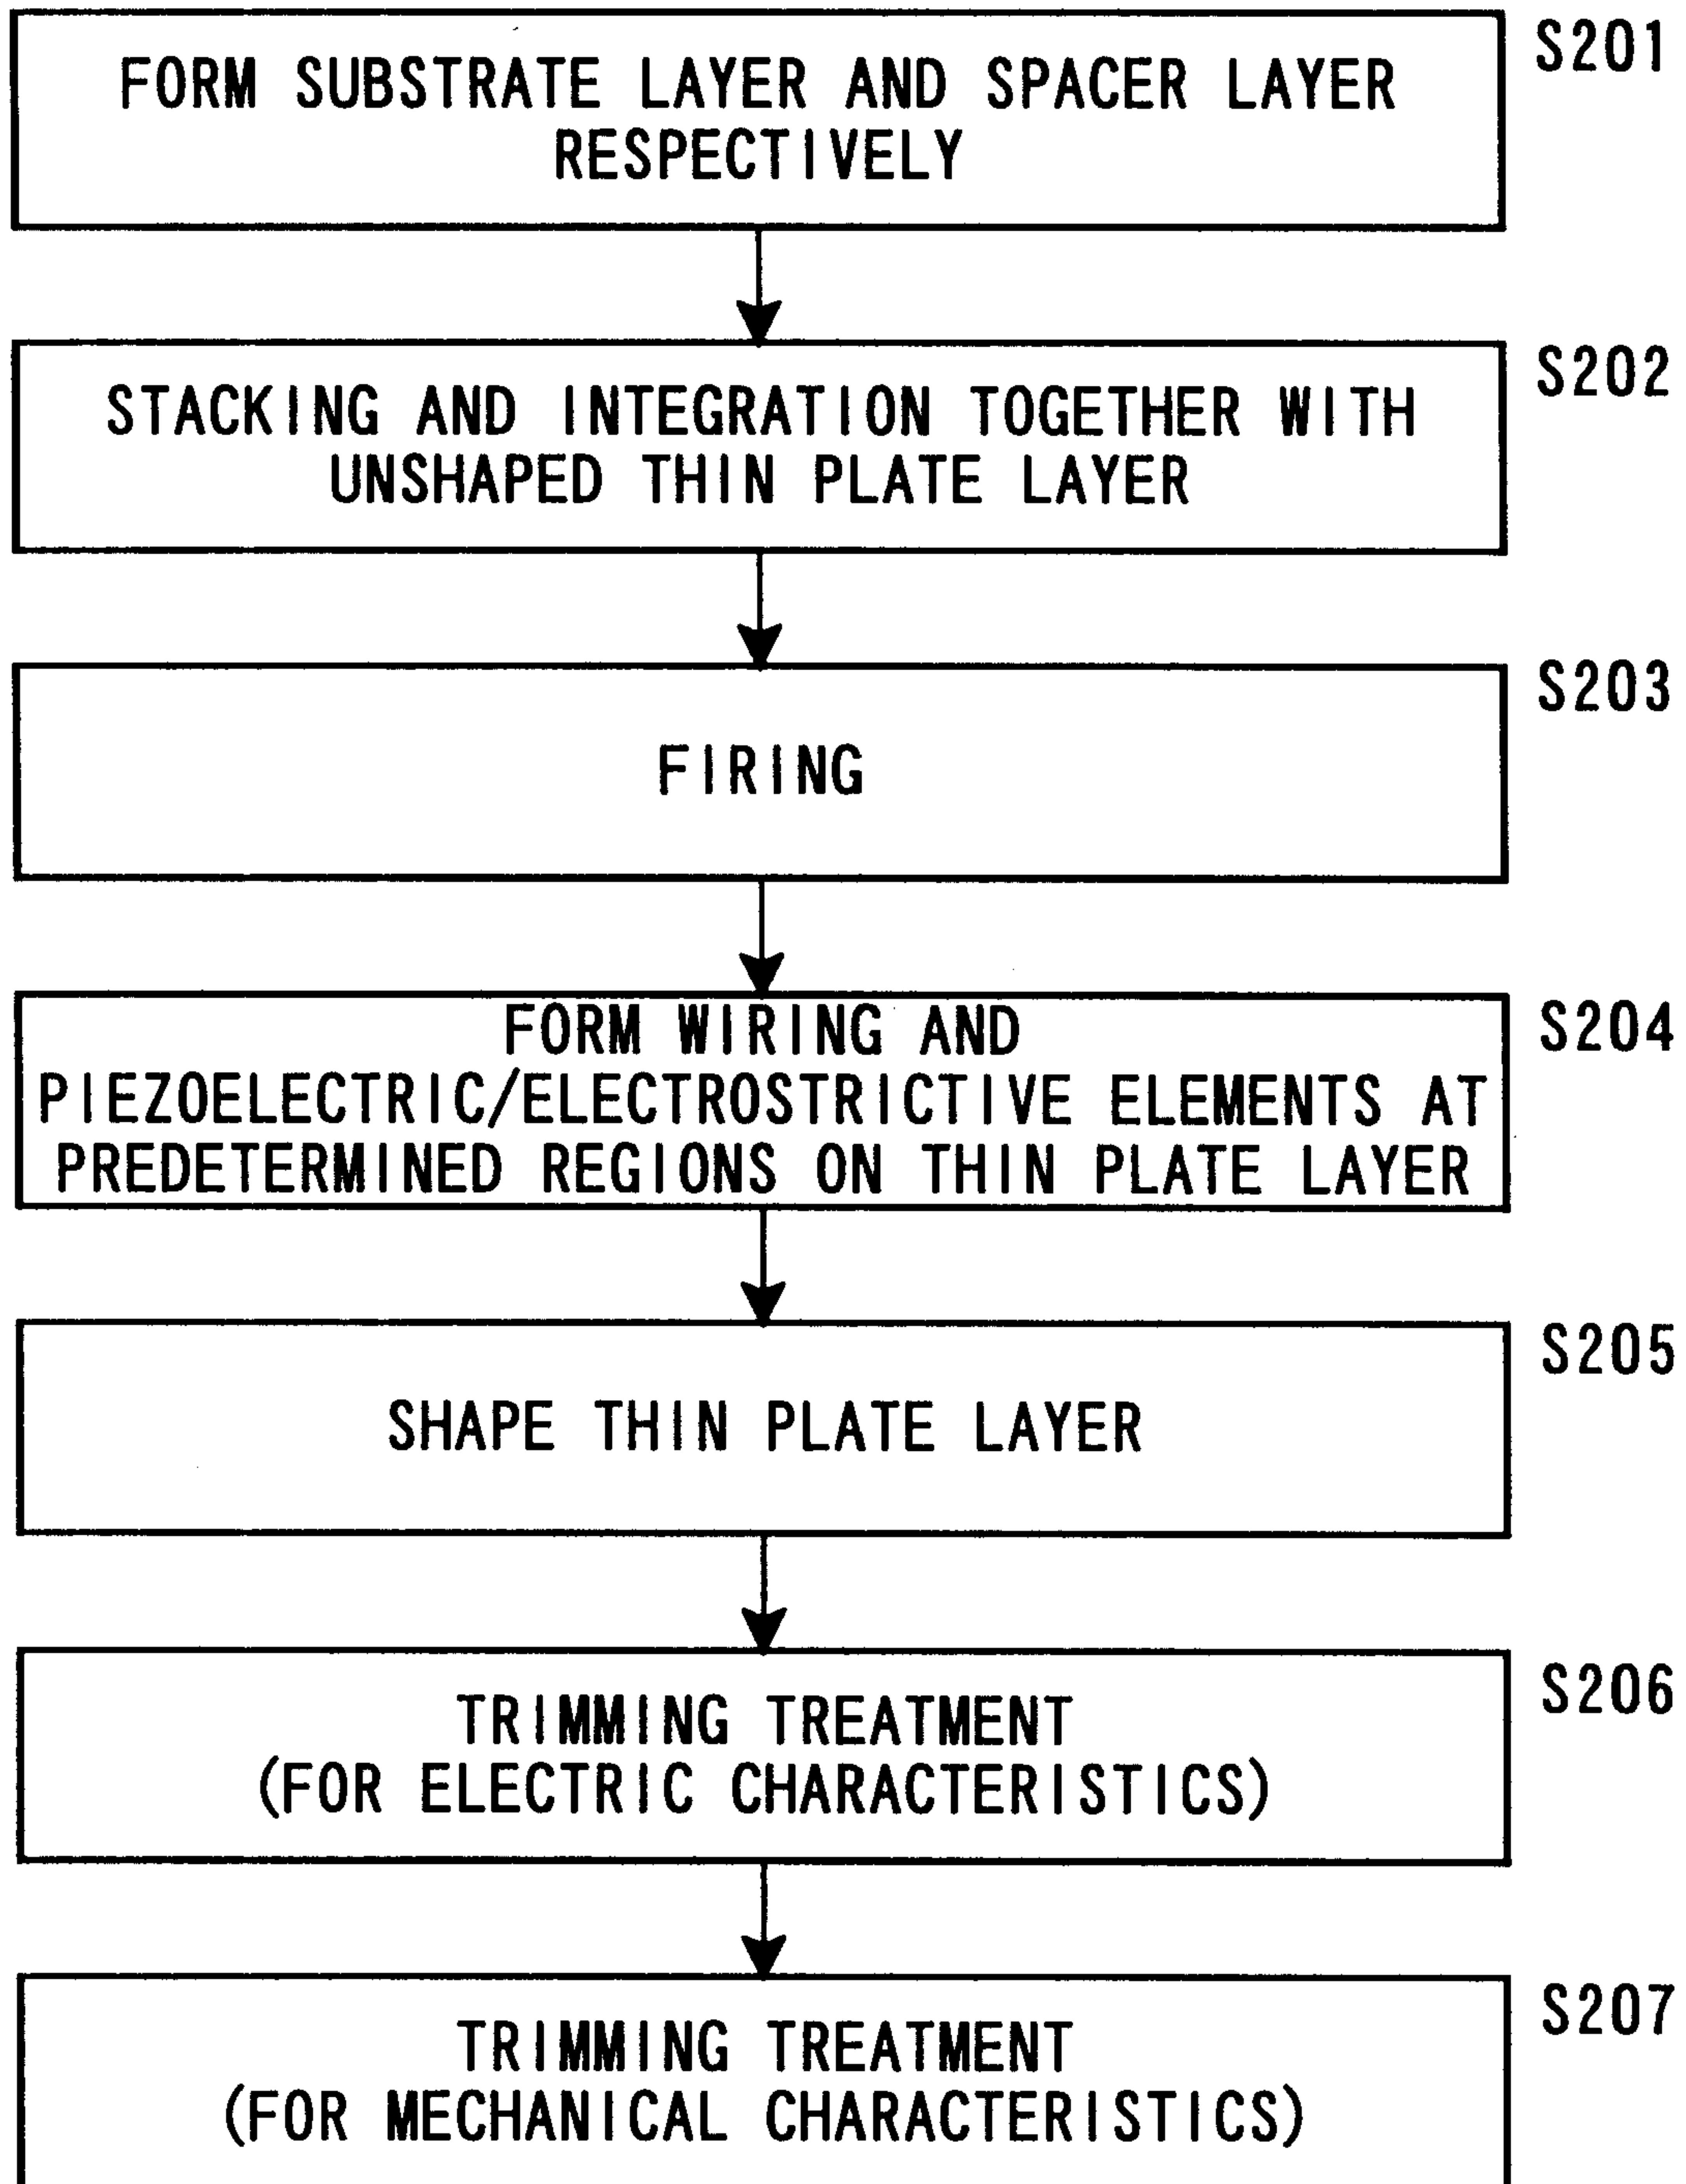 S201
FORM SUBSTRATE LAYER AND SPACER LAYER
RESPECTIVELY
S202
STACKING AND INTEGRATION TOGETHER WITH
UNSHAPED THIN PLATE LAYER
S203
FIRING
S204
FORM WIRING AND
PIEZOELECTRIC/ELECTROSTRICTIVE ELEMENTS AT
PREDETERMINED REGIONS ON THIN PLATE LAYER
S205
SHAPE THIN PLATE LAYER
S206
TRIMMING TREATMENT
(FOR ELECTRIC CHARACTERISTICS)
S207
TRIMMING TREATMENT
(FOR MECHANICAL CHARACTERISTICS)